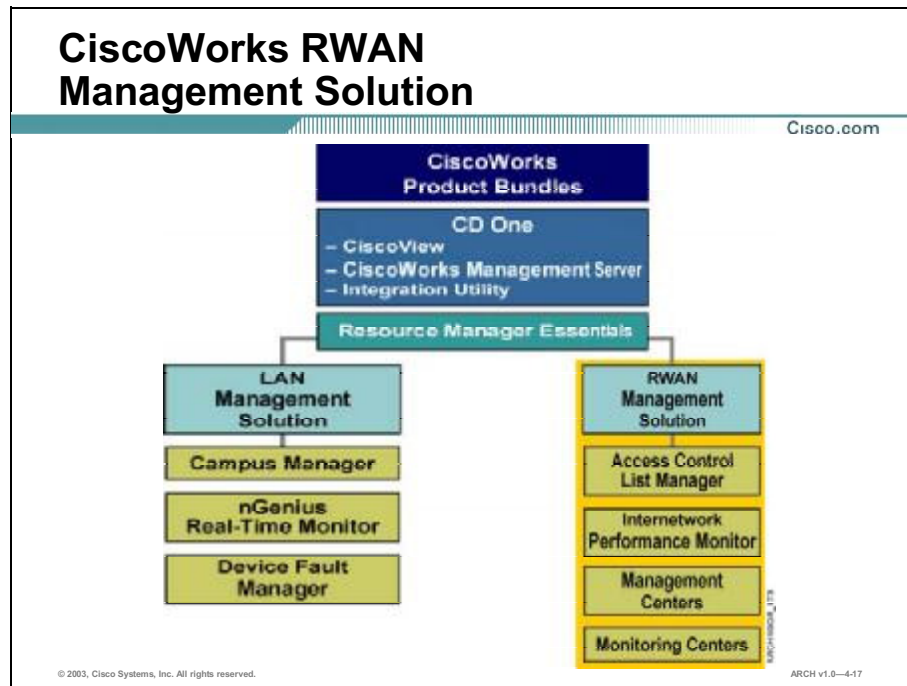 CiscoWorks RWAN
Management Solution
Cisco.com
CiscoWorks
Product Bundles
CD One
– CiscoView
– CiscoWorks Management Server
– Integration Utility
Resource Manager Essentials
LAN
Management
Solution
Campus Manager
nGenius
Real-Time Monitor
Device Fault
Manager
RWAN
Management
Solution
Access Control
List Manager
Internetwork
Performance Monitor
Management
Centers
Monitoring Centers
© 2003, Cisco Systems, Inc. All rights reserved.
ARCH v1.0—4-17